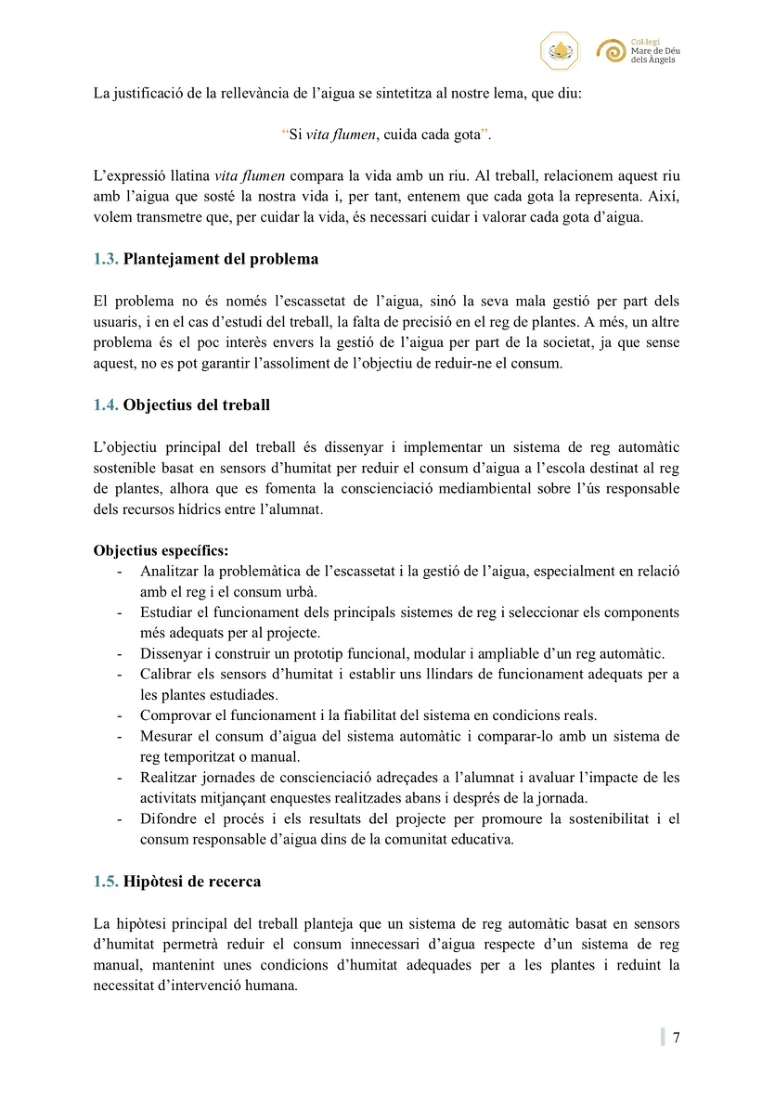 Col·legi
Mare de Déu
dels Àngels
La justificació de la rellevància de l’aigua se sintetitza al nostre lema, que diu:
“Si vita flumen, cuida cada gota”.
L’expressió llatina vita flumen compara la vida amb un riu. Al treball, relacionem aquest riu
amb l’aigua que sosté la nostra vida i, per tant, entenem que cada gota la representa. Així,
volem transmetre que, per cuidar la vida, és necessari cuidar i valorar cada gota d’aigua.
1.3. Plantejament del problema
El problema no és només l’escassetat de l’aigua, sinó la seva mala gestió per part dels
usuaris, i en el cas d’estudi del treball, la falta de precisió en el reg de plantes. A més, un altre
problema és el poc interès envers la gestió de l’aigua per part de la societat, ja que sense
aquest, no es pot garantir l’assoliment de l’objectiu de reduir-ne el consum.
1.4. Objectius del treball
L’objectiu principal del treball és dissenyar i implementar un sistema de reg automàtic
sostenible basat en sensors d’humitat per reduir el consum d’aigua a l’escola destinat al reg
de plantes, alhora que es fomenta la conscienciació mediambiental sobre l’ús responsable
dels recursos hídrics entre l’alumnat.
Objectius específics:
- Analitzar la problemàtica de l’escassetat i la gestió de l’aigua, especialment en relació
amb el reg i el consum urbà.
- Estudiar el funcionament dels principals sistemes de reg i seleccionar els components
més adequats per al projecte.
- Dissenyar i construir un prototip funcional, modular i ampliable d’un reg automàtic.
- Calibrar els sensors d’humitat i establir uns llindars de funcionament adequats per a
les plantes estudiades.
- Comprovar el funcionament i la fiabilitat del sistema en condicions reals.
- Mesurar el consum d’aigua del sistema automàtic i comparar-lo amb un sistema de
reg temporitzat o manual.
- Realitzar jornades de conscienciació adreçades a l’alumnat i avaluar l’impacte de les
activitats mitjançant enquestes realitzades abans i després de la jornada.
- Difondre el procés i els resultats del projecte per promoure la sostenibilitat i el
consum responsable d’aigua dins de la comunitat educativa.
1.5. Hipòtesi de recerca
La hipòtesi principal del treball planteja que un sistema de reg automàtic basat en sensors
d’humitat permetrà reduir el consum innecessari d’aigua respecte d’un sistema de reg
manual, mantenint unes condicions d’humitat adequades per a les plantes i reduint la
necessitat d’intervenció humana.
7